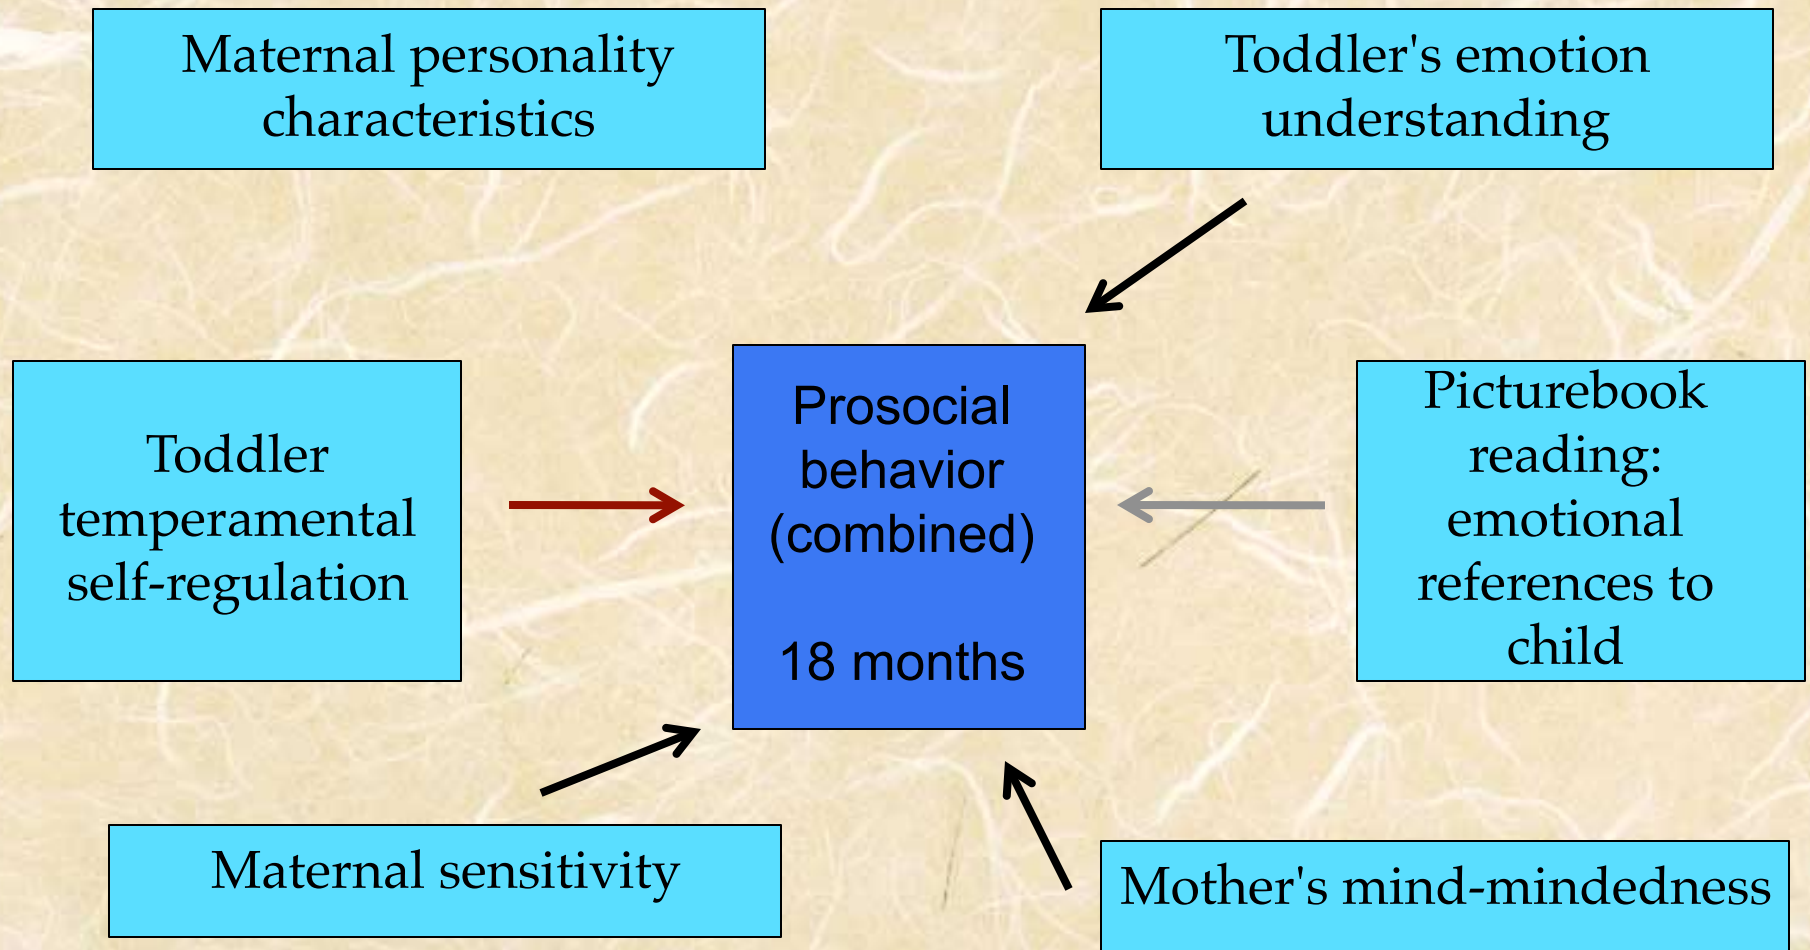 Maternal personality
characteristics
Toddler's emotion
understanding
Toddler
temperamental
self-regulation
Prosocial
behavior
(combined)
18 months
Picturebook
reading:
emotional
references to
child
Maternal sensitivity
Mother's mind-mindedness